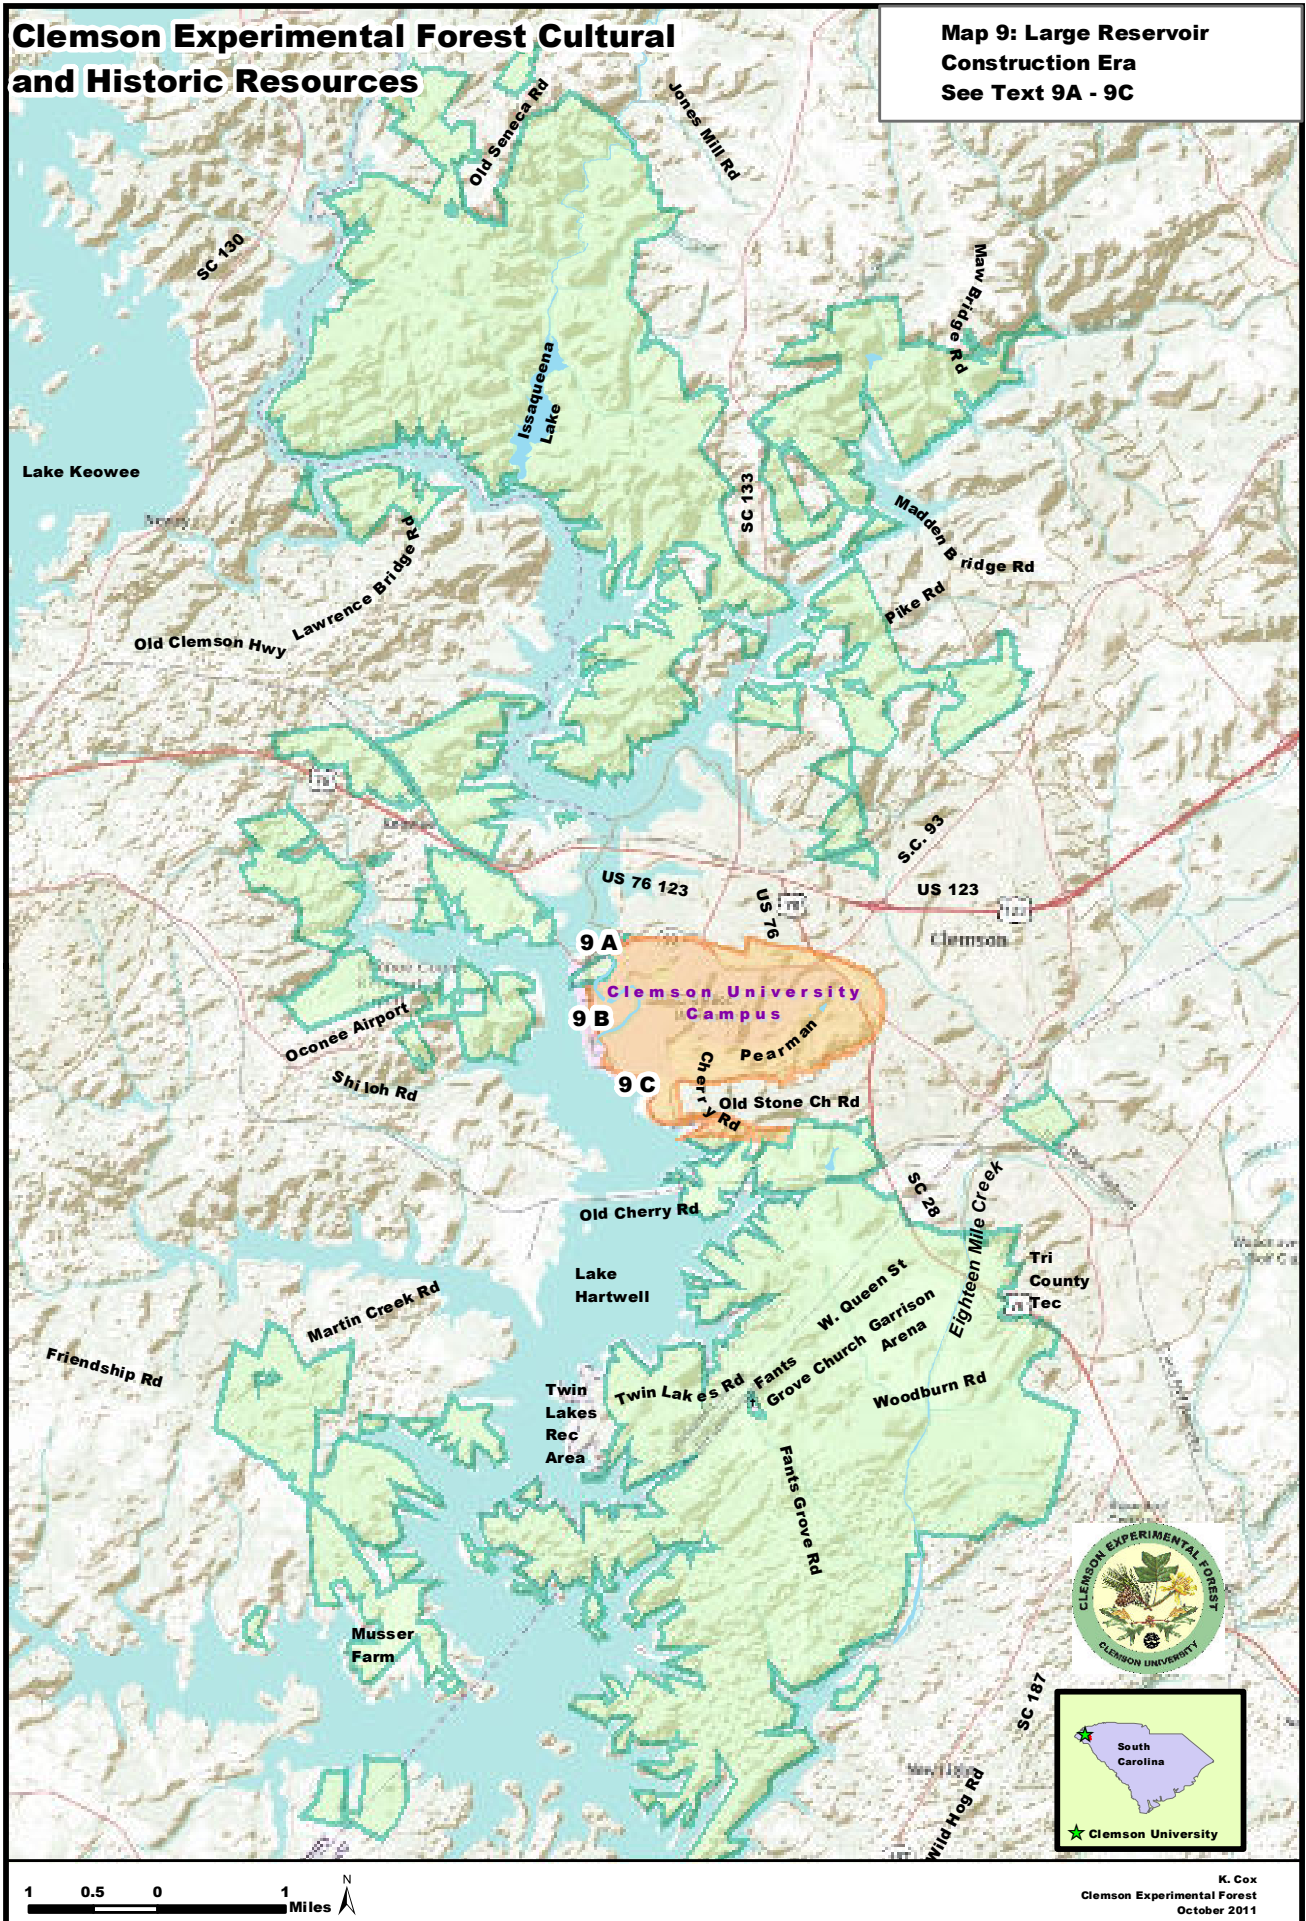 Clemson Experimental Forest Cultural
and Historic Resources
Map 9: Large Reservoir
Construction Era
See Text 9A - 9C
Old Seneca Rd
Jones Mill Rd
SC 130
Maw Bridge Rd
Issaqueena
Lake
Lake Keowee
SC 133
Lawrence Bridge Rd
Madden Bridge Rd
Pike Rd
Old Clemson Hwy
S.C. 93
US 76 123
US 76
US 123
Clemson
9 A
Clemson University
Campus
9 B
Pearman
Oconee Airport
Shiloh Rd
9 C
Cherry Rd
Old Stone Ch Rd
SC 28
Eighteen Mile Creek
Old Cherry Rd
Tri
County
Tec
Lake
Hartwell
W. Queen St
Martin Creek Rd
Garrison
Arena
Friendship Rd
Fants
Grove Church
Twin Lakes Rd
Woodburn Rd
Twin
Lakes
Rec
Area
Fants Grove Rd
CLEMSON EXPERIMENTAL FOREST
CLEMSON UNIVERSITY
Musser
Farm
SC 187
South
Carolina
Wild Hog Rd
Clemson University
1 0.5 0 1
Miles
N
K. Cox
Clemson Experimental Forest
October 2011